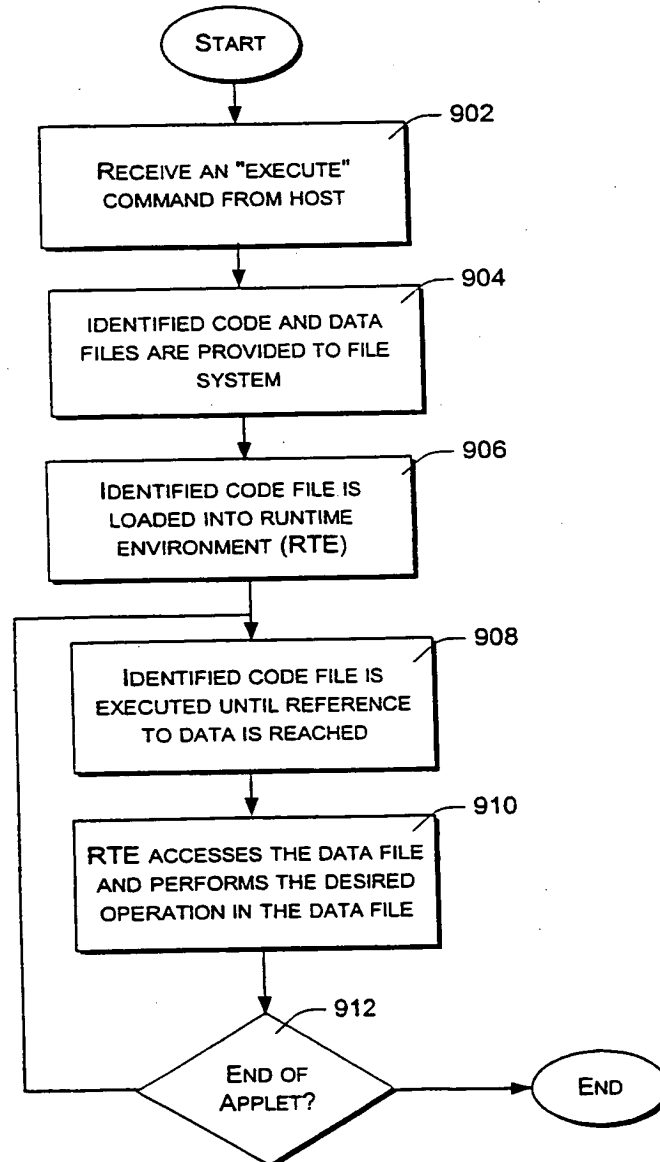 START
902
RECEIVE AN "EXECUTE"
COMMAND FROM HOST
904
IDENTIFIED CODE AND DATA
FILES ARE PROVIDED TO FILE
SYSTEM
906
IDENTIFIED CODE FILE IS
LOADED INTO RUNTIME
ENVIRONMENT (RTE)
908
IDENTIFIED CODE FILE IS
EXECUTED UNTIL REFERENCE
TO DATA IS REACHED
910
RTE ACCESSES THE DATA FILE
AND PERFORMS THE DESIRED
OPERATION IN THE DATA FILE
912
END OF
APPLET?
END